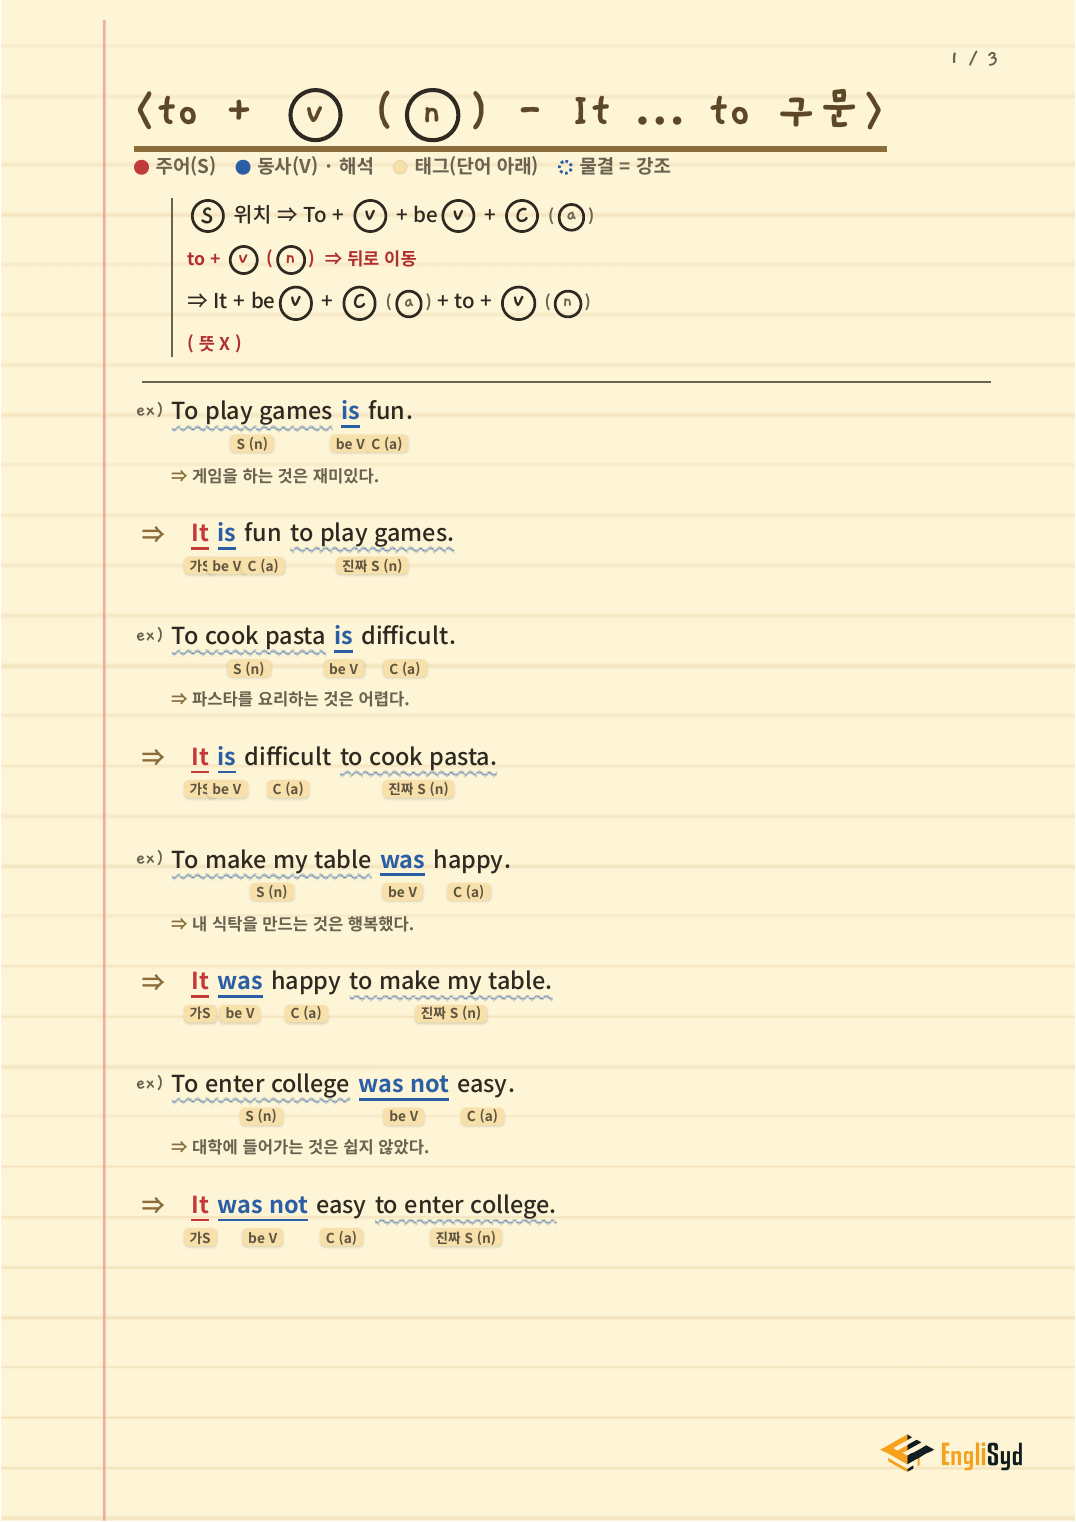 1 / 3
<to + v (n) - It ... to 구문>
주어(S) 동사(V) · 해석 태그(단어 아래) 물결 = 강조
S 위치 ⇒ To + v + be v + C (a)
to + v (n) ⇒ 뒤로 이동
⇒ It + be v + C (a) + to + v (n)
( 뜻 X )
ex) To play games is fun.
S (n) be V C (a)
⇒ 게임을 하는 것은 재미있다.
⇒ It is fun to play games.
가S be V C (a) 진짜 S (n)
ex) To cook pasta is difficult.
S (n) be V C (a)
⇒ 파스타를 요리하는 것은 어렵다.
⇒ It is difficult to cook pasta.
가S be V C (a) 진짜 S (n)
ex) To make my table was happy.
S (n) be V C (a)
⇒ 내 식탁을 만드는 것은 행복했다.
⇒ It was happy to make my table.
가S be V C (a) 진짜 S (n)
ex) To enter college was not easy.
S (n) be V C (a)
⇒ 대학에 들어가는 것은 쉽지 않았다.
⇒ It was not easy to enter college.
가S be V C (a) 진짜 S (n)
EngliSyd